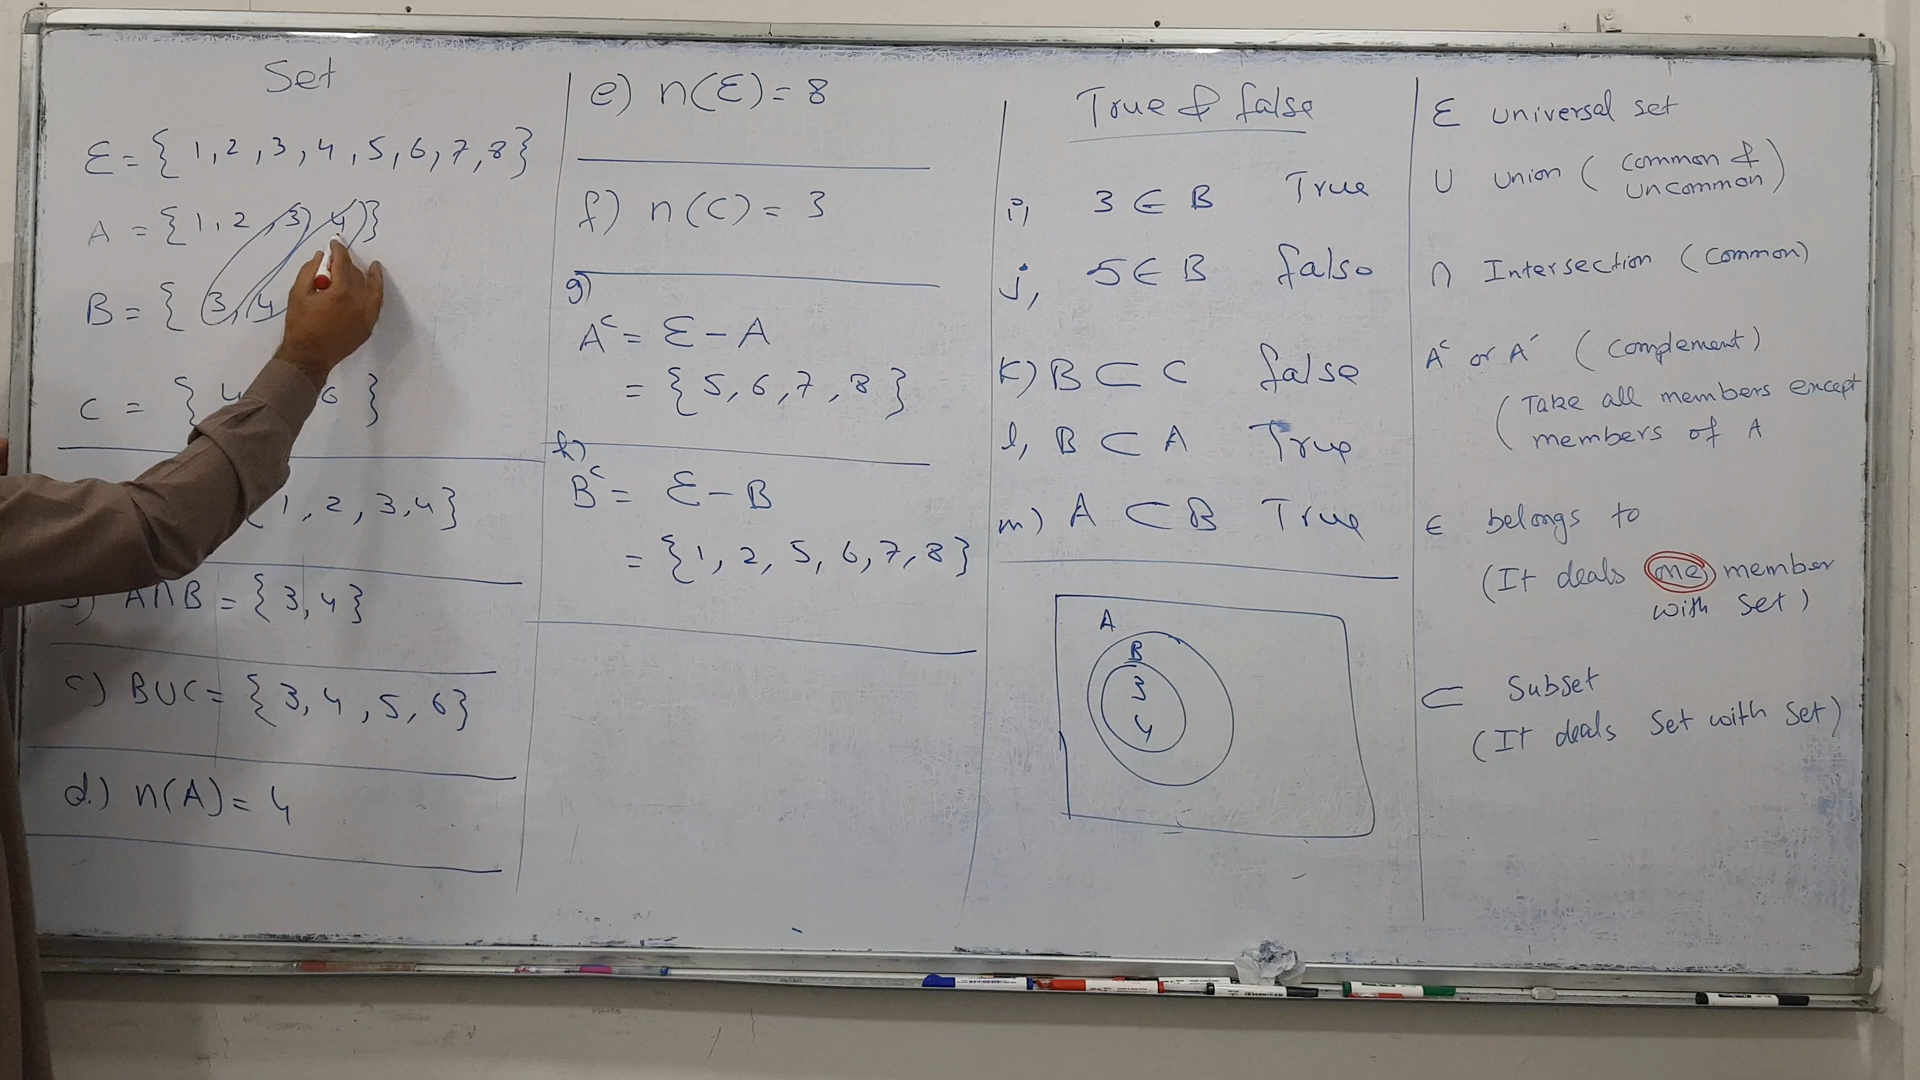 Set
Ɛ = { 1, 2, 3, 4, 5, 6, 7, 8 }
A = { 1, 2, 3, 4 }
B = { 3, 4
C = { 4 6 }
{ 1, 2, 3, 4 }
A ∩ B = { 3, 4 }
c) B ∪ C = { 3, 4, 5, 6 }
d.) n(A) = 4
e) n(Ɛ) = 8
f) n(C) = 3
g)
Aᶜ = Ɛ - A
= { 5, 6, 7, 8 }
h)
Bᶜ = Ɛ - B
= { 1, 2, 5, 6, 7, 8 }
True & false
i, 3 ∈ B True
j, 5 ∈ B falso
K) B ⊂ C false
l, B ⊂ A True
m) A ⊂ B True
A
B
3
4
Ɛ universal set
∪ union ( common &
uncommon )
∩ Intersection (common)
Aᶜ or A' ( complement )
( Take all members except
members of A
∈ belongs to
(It deals one member
with set )
⊂ Subset
(It deals Set with Set)